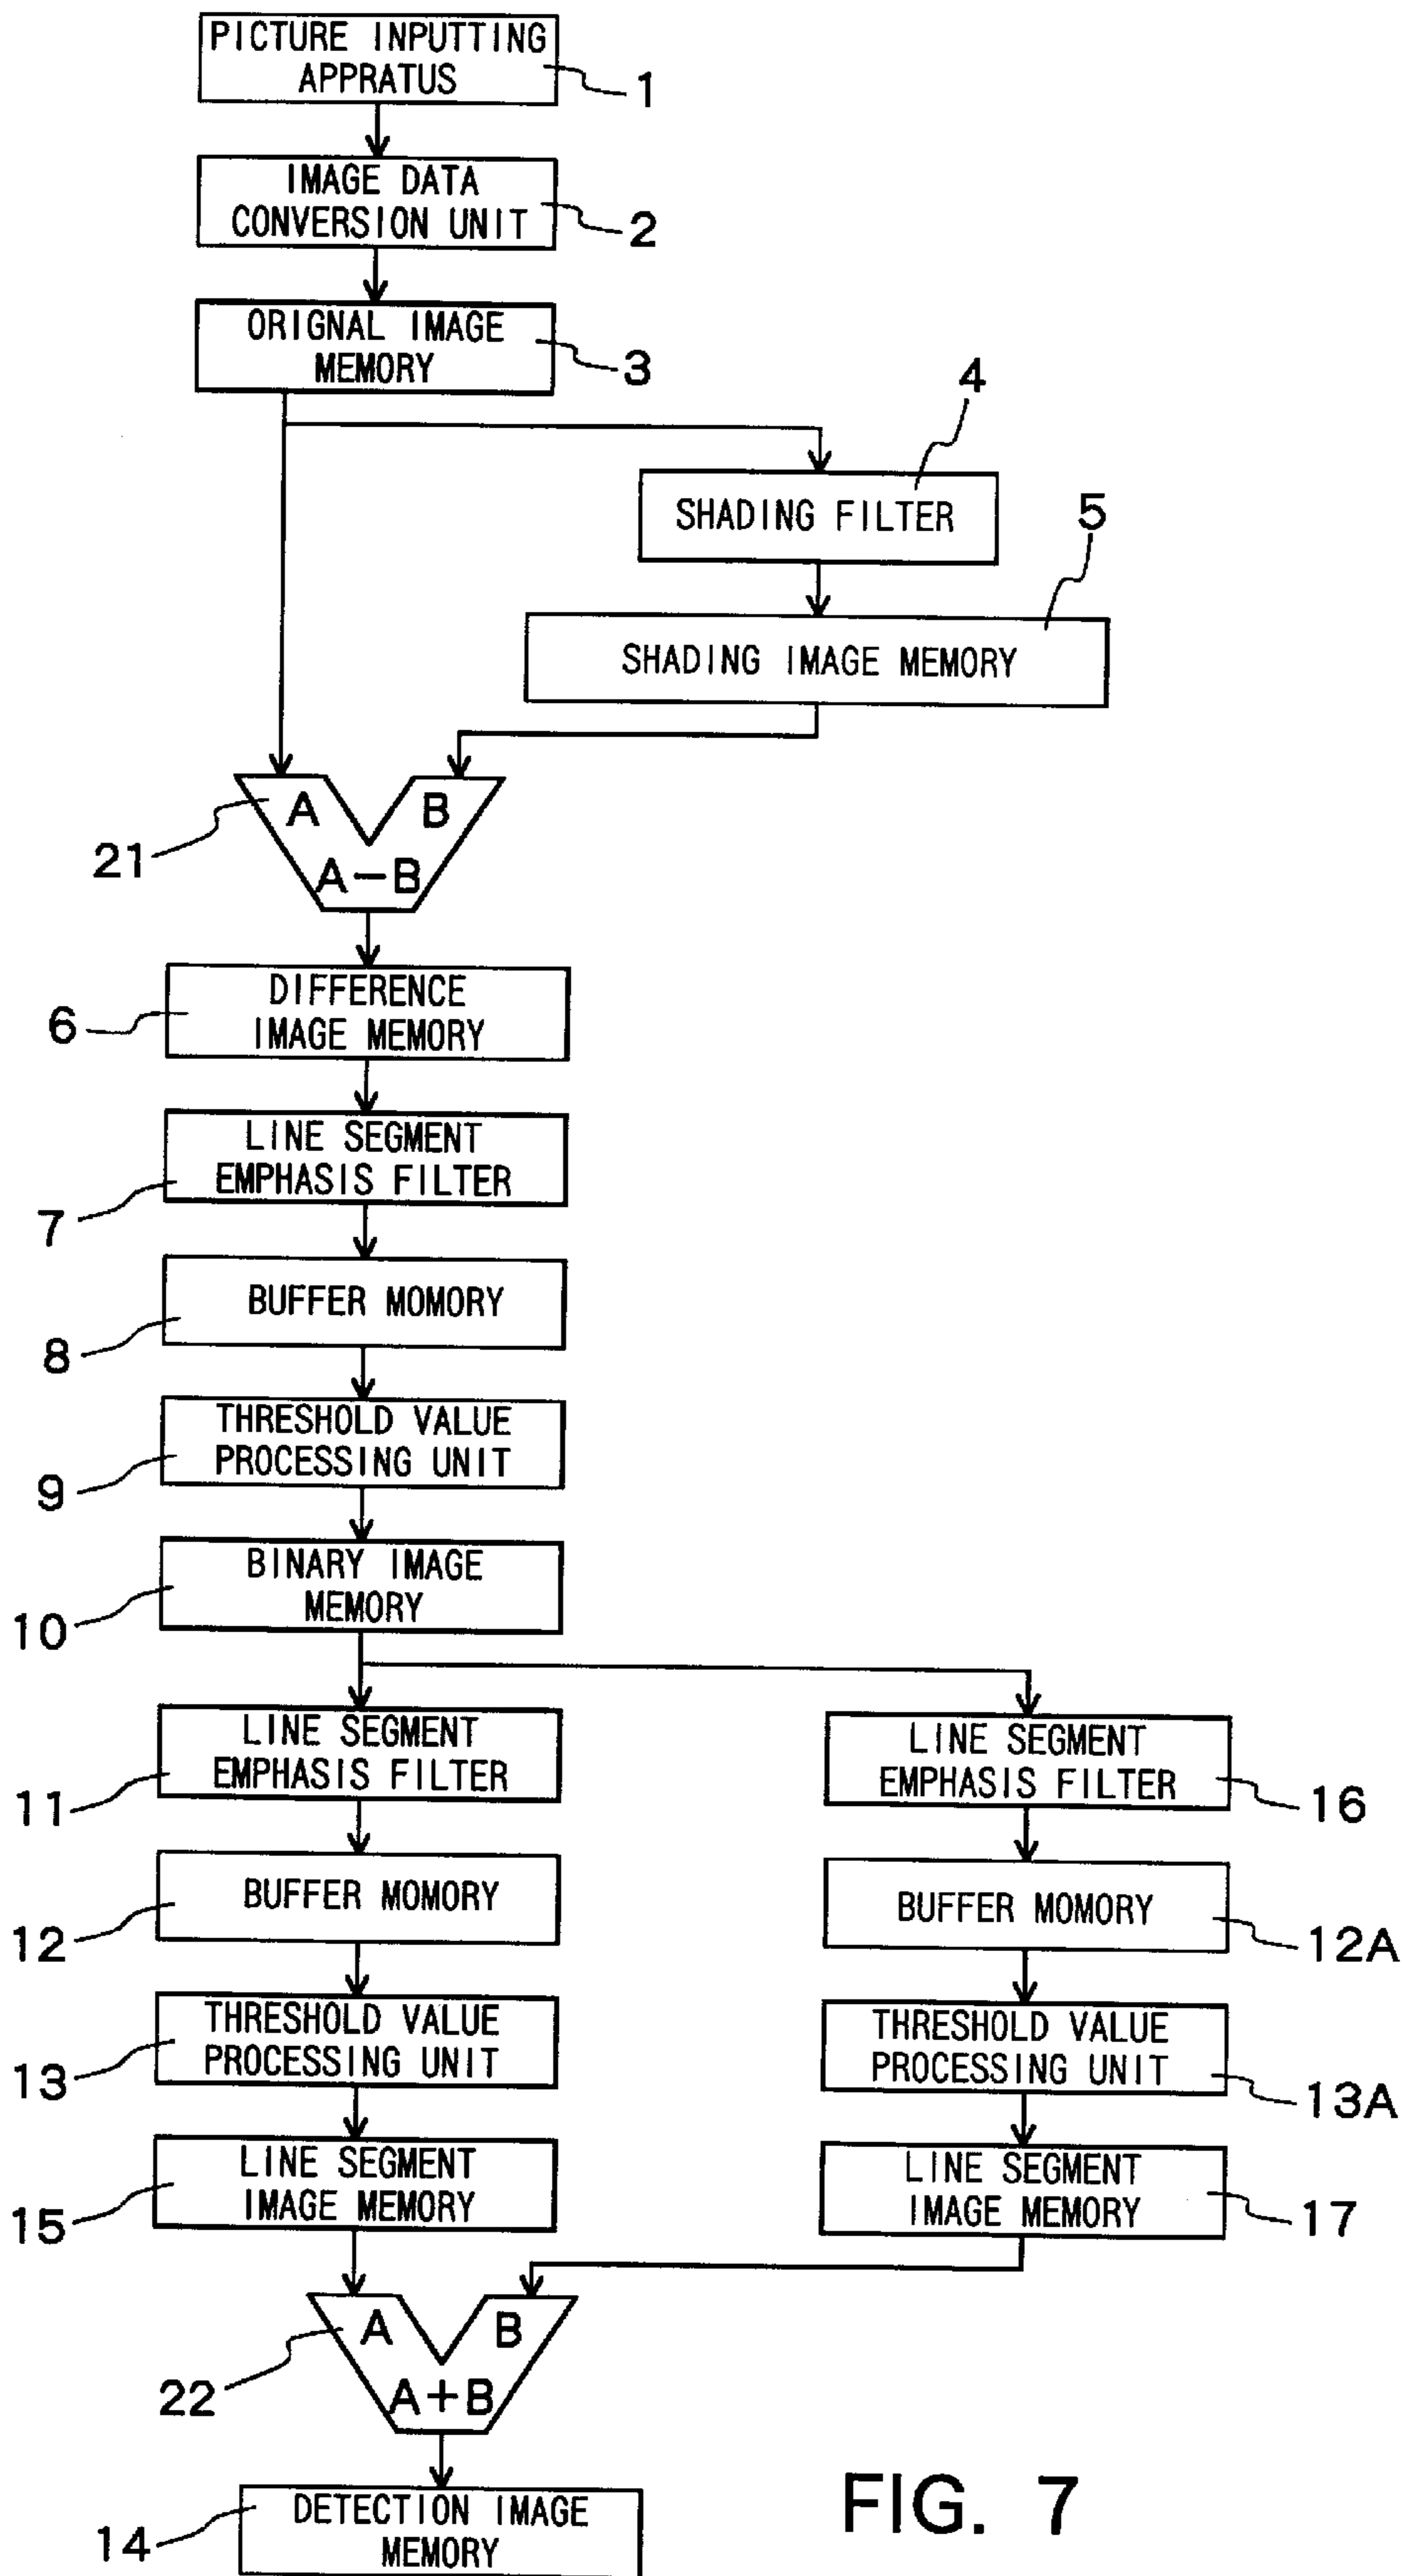 PICTURE INPUTTING
APPRATUS
1
IMAGE DATA
CONVERSION UNIT
2
ORIGNAL IMAGE
MEMORY
3
4
SHADING FILTER
5
SHADING IMAGE MEMORY
A
B
A-B
21
DIFFERENCE
IMAGE MEMORY
6
LINE SEGMENT
EMPHASIS FILTER
7
BUFFER MOMORY
8
THRESHOLD VALUE
PROCESSING UNIT
9
BINARY IMAGE
MEMORY
10
LINE SEGMENT
EMPHASIS FILTER
11
LINE SEGMENT
EMPHASIS FILTER
16
BUFFER MOMORY
12
BUFFER MOMORY
12A
THRESHOLD VALUE
PROCESSING UNIT
13
THRESHOLD VALUE
PROCESSING UNIT
13A
LINE SEGMENT
IMAGE MEMORY
15
LINE SEGMENT
IMAGE MEMORY
17
A
B
A+B
22
DETECTION IMAGE
MEMORY
14
FIG. 7